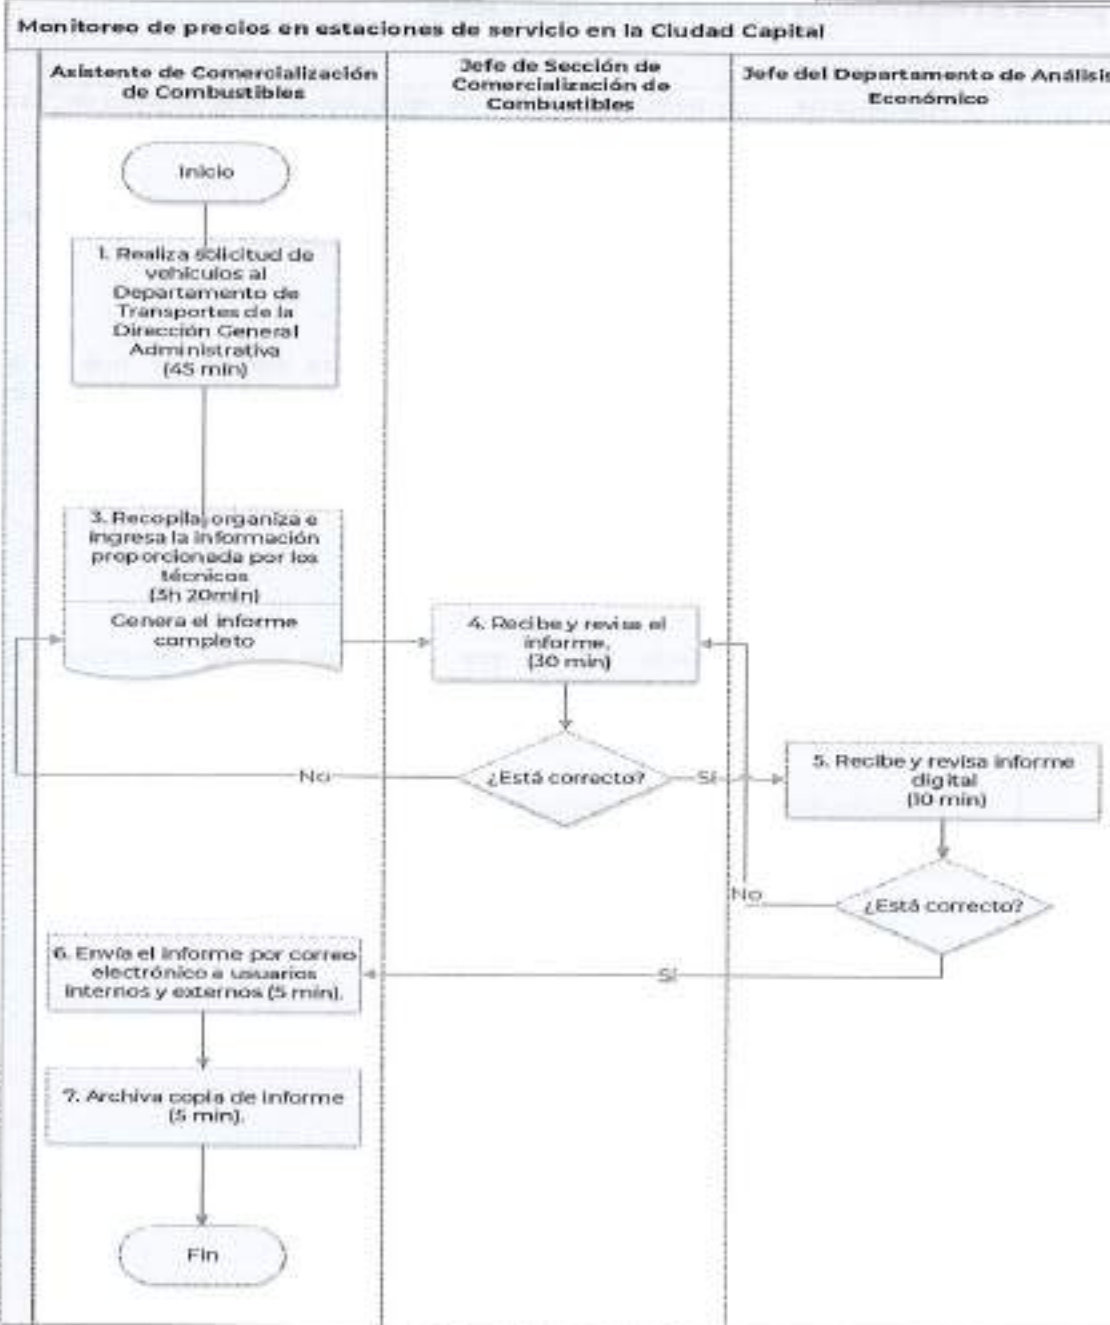 Monitoreo de precios en estaciones de servicio en la Ciudad Capital
Asistente de Comercialización
de Combustibles
Jefe de Sección de
Comercialización de
Combustibles
Jefe del Departamento de Análisis
Económico
Inicio
1. Realiza solicitud de
vehículos al
Departamento de
Transportes de la
Dirección General
Administrativa
(45 min)
3. Recopila, organiza e
ingresa la información
proporcionada por los
técnicos
(3h 20min)
Genera el informe
completo
4. Recibe y revisa el
informe.
(30 min)
¿Está correcto?
No
Sí
5. Recibe y revisa informe
digital
(10 min)
¿Está correcto?
No
Sí
6. Envía el informe por correo
electrónico a usuarios
internos y externos (5 min).
7. Archiva copia de informe
(5 min).
Fin